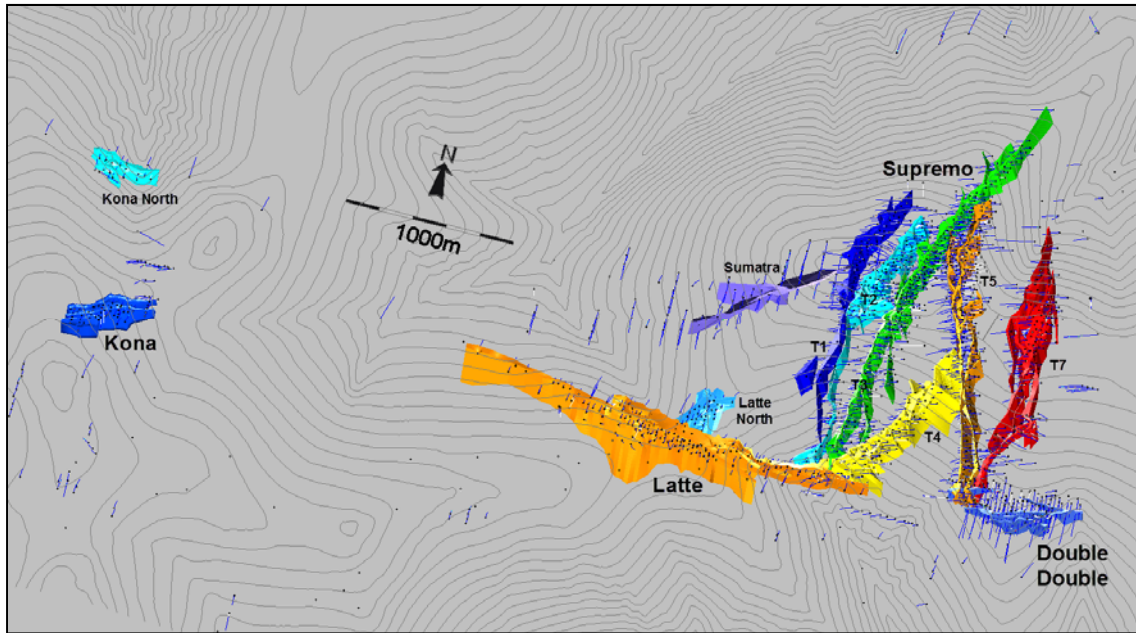 N
1000m
Kona North
Kona
Supremo
Sumatra
T2
T5
T1
T3
T7
Latte
North
T4
Latte
Double
Double